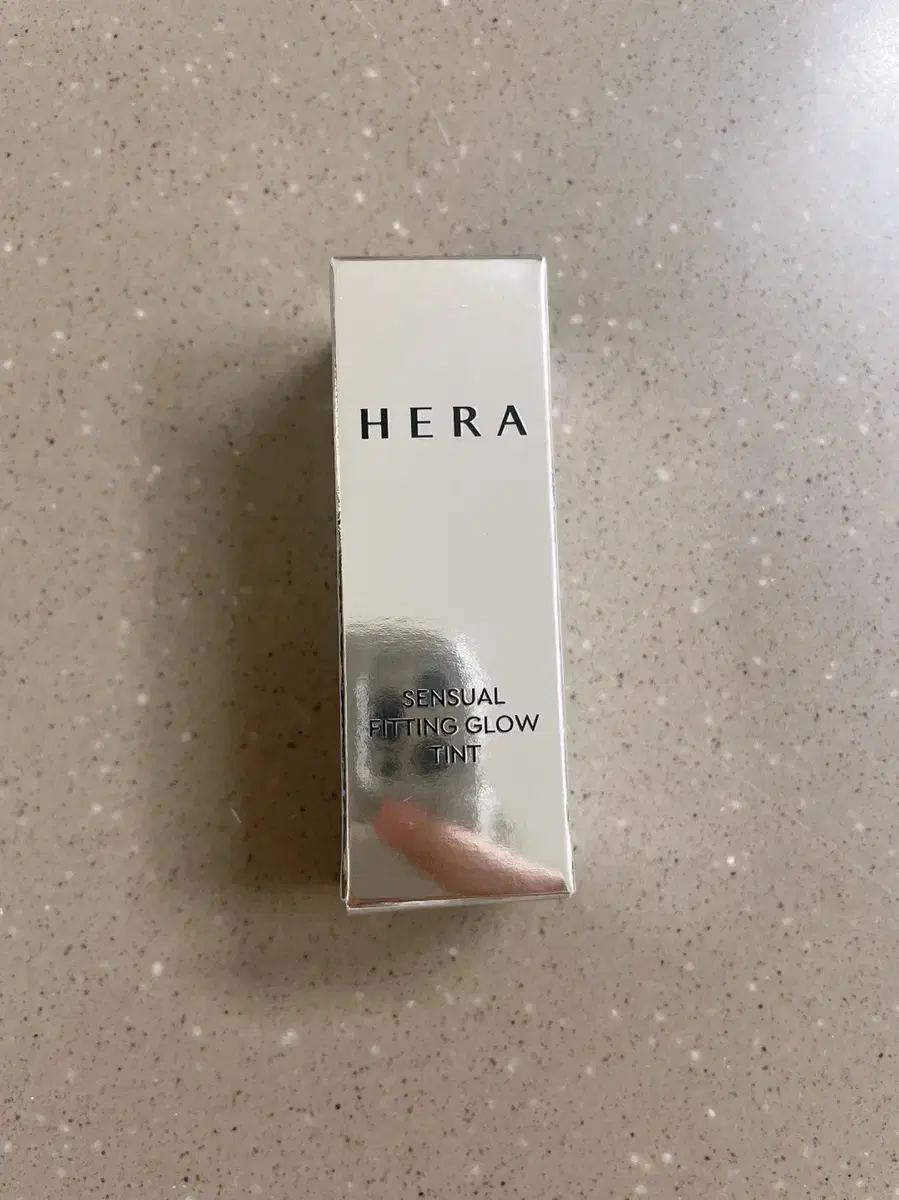 HERA
SENSUAL
FITTING GLOW
TINT